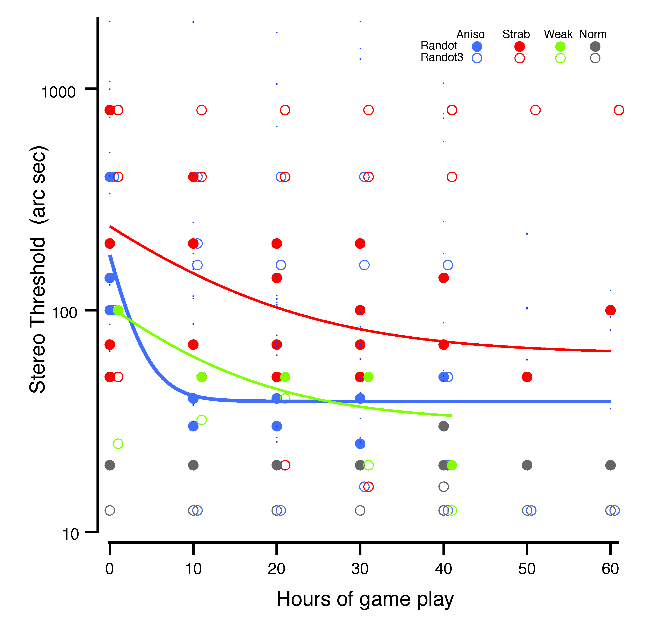 Aniso Strab Weak Norm
Randot
Randot3
1000
100
10
Stereo Threshold (arc sec)
0 10 20 30 40 50 60
Hours of game play